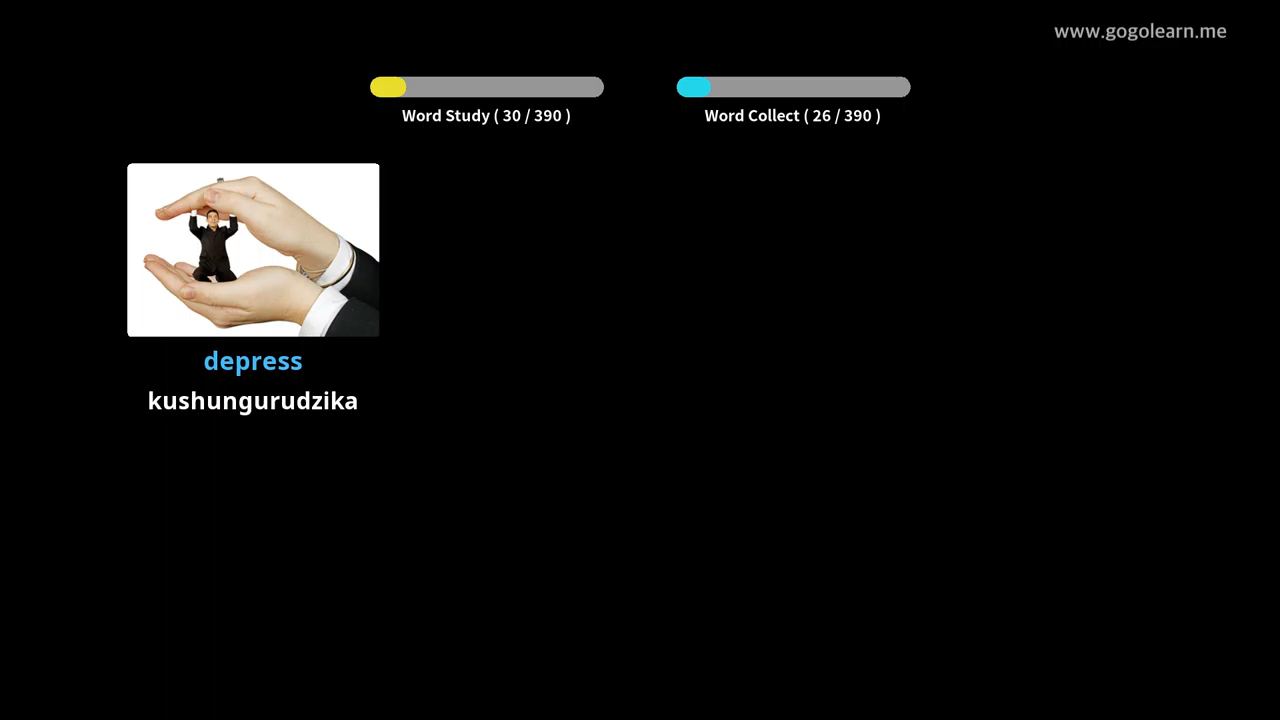 www.gogolearn.me
Word Study ( 30 / 390 )
Word Collect ( 26 / 390 )
depress
kushungurudzika